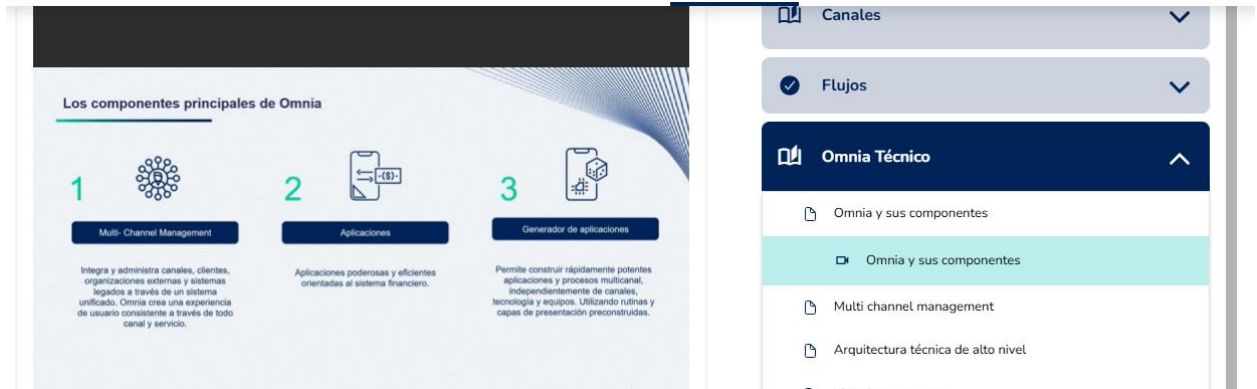 Los componentes principales de Omnia
1
2
3
Multi- Channel Management
Aplicaciones
Generador de aplicaciones
Integra y administra canales, clientes,
organizaciones externas y sistemas
legados a través de un sistema
unificado. Omnia crea una experiencia
de usuario consistente a través de todo
canal y servicio.
Aplicaciones poderosas y eficientes
orientadas al sistema financiero.
Permite construir rápidamente potentes
aplicaciones y procesos multicanal,
independientemente de canales,
tecnología y equipos. Utilizando rutinas y
capas de presentación preconstruidas.
Canales
Flujos
Omnia Técnico
Omnia y sus componentes
Omnia y sus componentes
Multi channel management
Arquitectura técnica de alto nivel